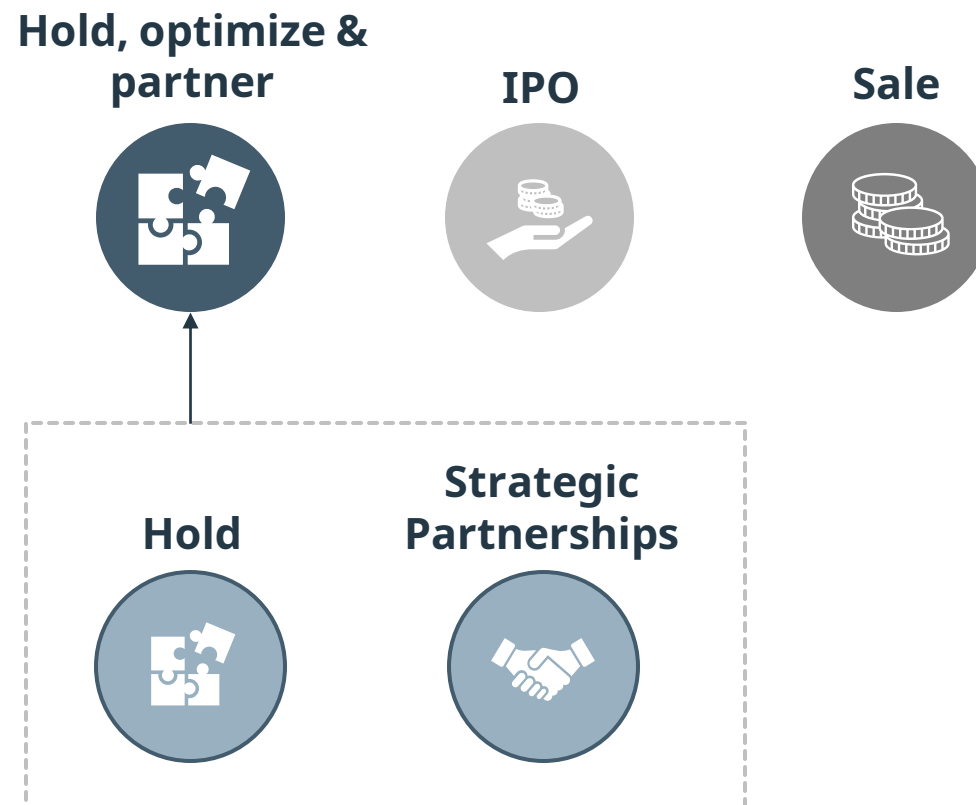 Hold, optimize &
partner
IPO
Sale
Strategic
Partnerships
Hold